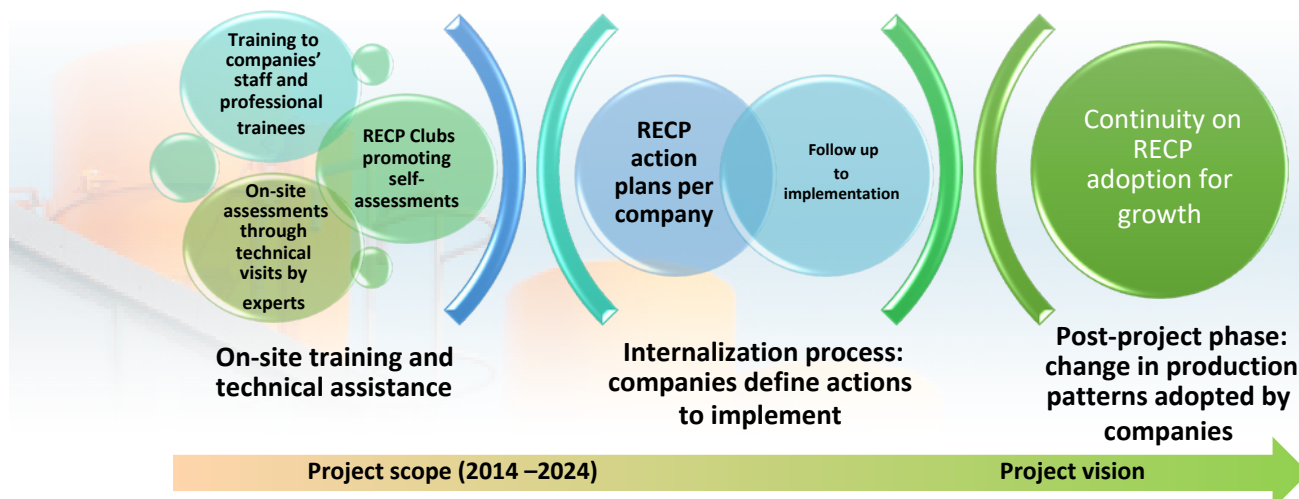 Training to
companies’
staff and
professional
trainees
RECP Clubs
promoting
self-
assessments
On-site
assessments
through
technical
visits by
experts
On-site training and
technical assistance
RECP
action
plans per
company
Follow up
to
implementation
Internalization process:
companies define actions
to implement
Continuity on
RECP
adoption for
growth
Post-project phase:
change in production
patterns adopted by
companies
Project scope (2014 –2024)
Project vision